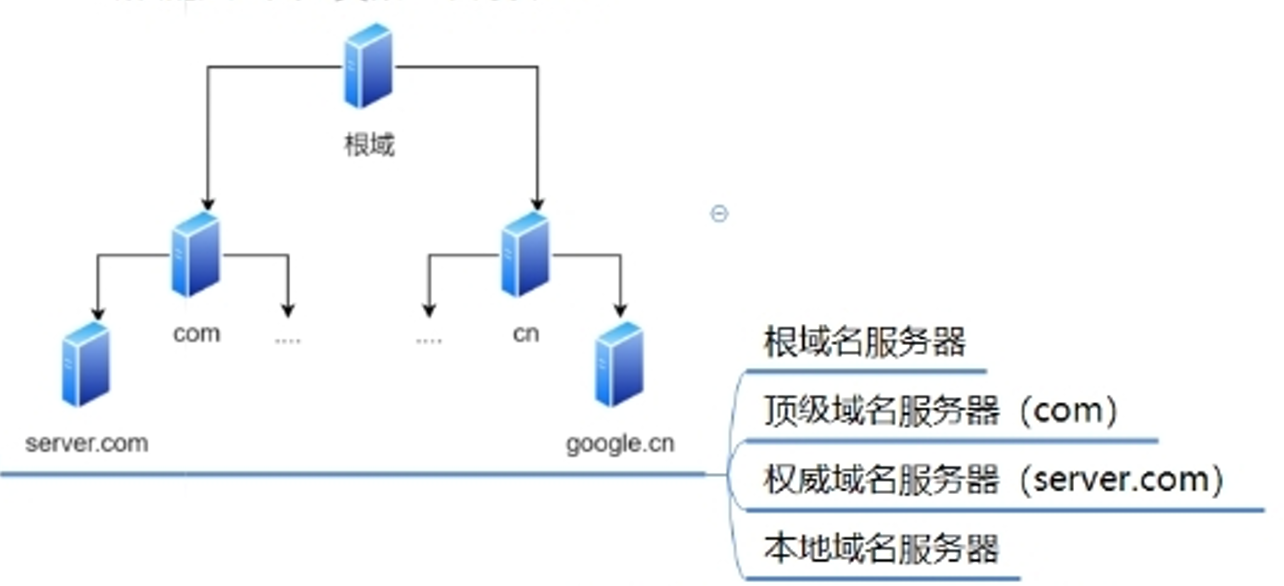 根域
com
....
....
cn
server.com
google.cn
根域名服务器
顶级域名服务器（com）
权威域名服务器（server.com）
本地域名服务器